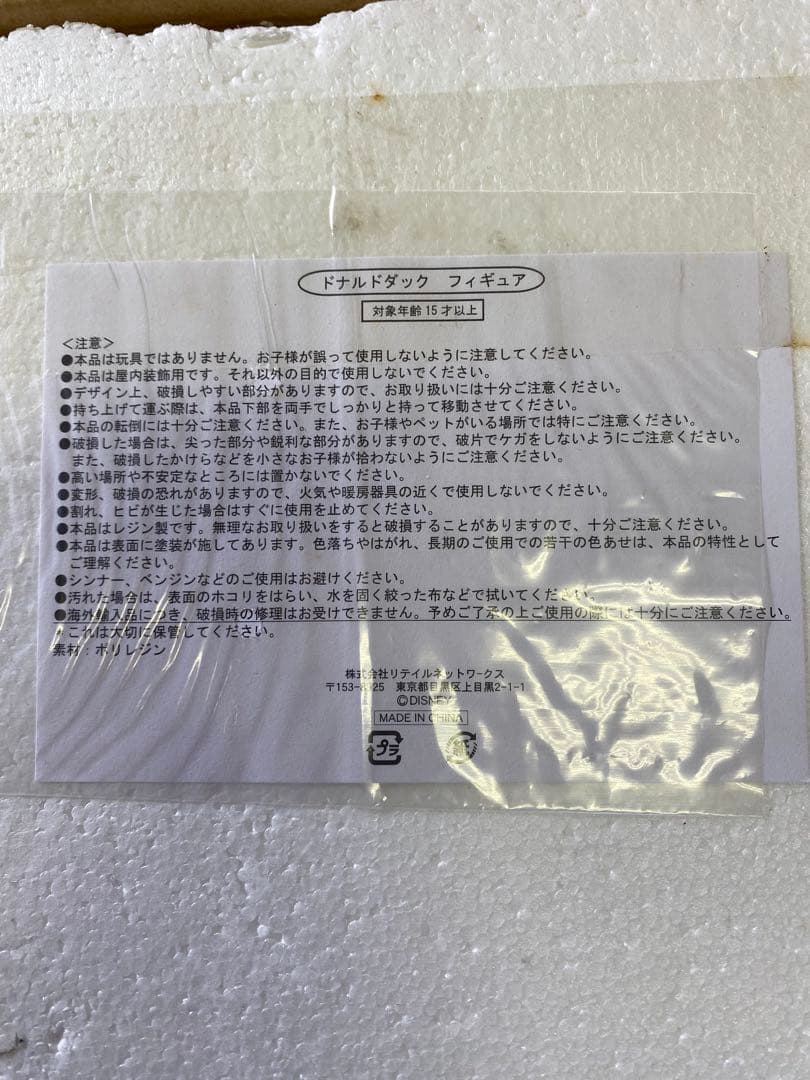 ドナルドダック フィギュア
対象年齢15才以上
<注意>
●本品は玩具ではありません。お子様が誤って使用しないように注意してください。
●本品は屋内装飾用です。それ以外の目的で使用しないでください。
●デザイン上、破損しやすい部分がありますので、お取り扱いには十分ご注意ください。
●持ち上げて運ぶ際は、本品下部を両手でしっかりと持って移動させてください。
●本品の転倒には十分ご注意ください。また、お子様やペットがいる場所では特にご注意ください。
●破損した場合は、尖った部分や鋭利な部分がありますので、破片でケガをしないようにご注意ください。
また、破損したかけらなどを小さなお子様が拾わないようにご注意ください。
●高い場所や不安定なところには置かないでください。
●変形、破損の恐れがありますので、火気や暖房器具の近くで使用しないでください。
●割れ、ヒビが生じた場合はすぐに使用を止めてください。
●本品はレジン製です。無理なお取り扱いをすると破損することがありますので、十分ご注意ください。
●本品は表面に塗装が施してあります。色落ちやはがれ、長期のご使用での若干の色あせは、本品の特性として
ご理解ください。
●シンナー、ベンジンなどのご使用はお避けください。
●汚れた場合は、表面のホコリをはらい、水を固く絞った布などで拭いてください。
●海外輸入品につき、破損時の修理はお受けできません。予めご了承の上ご使用の際には十分にご注意ください。
*これは大切に保管してください。
素材:ポリレジン
株式会社リテイルネットワークス
〒153-8325 東京都目黒区上目黒2-1-1
©DISNEY
MADE IN CHINA
プラ 紙